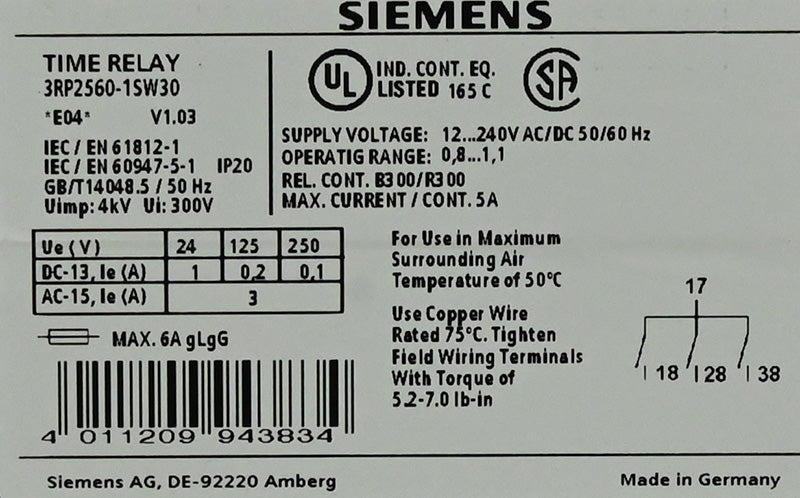 SIEMENS
TIME RELAY
3RP2560-1SW30
*E04* V1.03
IEC / EN 61812-1
IEC / EN 60947-5-1 IP20
GB/T14048.5 / 50 Hz
Uimp: 4kV Ui: 300V
UL
IND. CONT. EQ.
LISTED 165 C
SA
SUPPLY VOLTAGE: 12...240V AC/DC 50/60 Hz
OPERATIG RANGE: 0,8...1,1
REL. CONT. B300/R300
MAX. CURRENT / CONT. 5A
Ue (V) 24 125 250
DC-13, Ie (A) 1 0,2 0,1
AC-15, Ie (A) 3
MAX. 6A gLgG
For Use in Maximum
Surrounding Air
Temperature of 50°C
Use Copper Wire
Rated 75°C. Tighten
Field Wiring Terminals
With Torque of
5.2-7.0 lb-in
17
18 28 38
4 011209 943834
Siemens AG, DE-92220 Amberg
Made in Germany